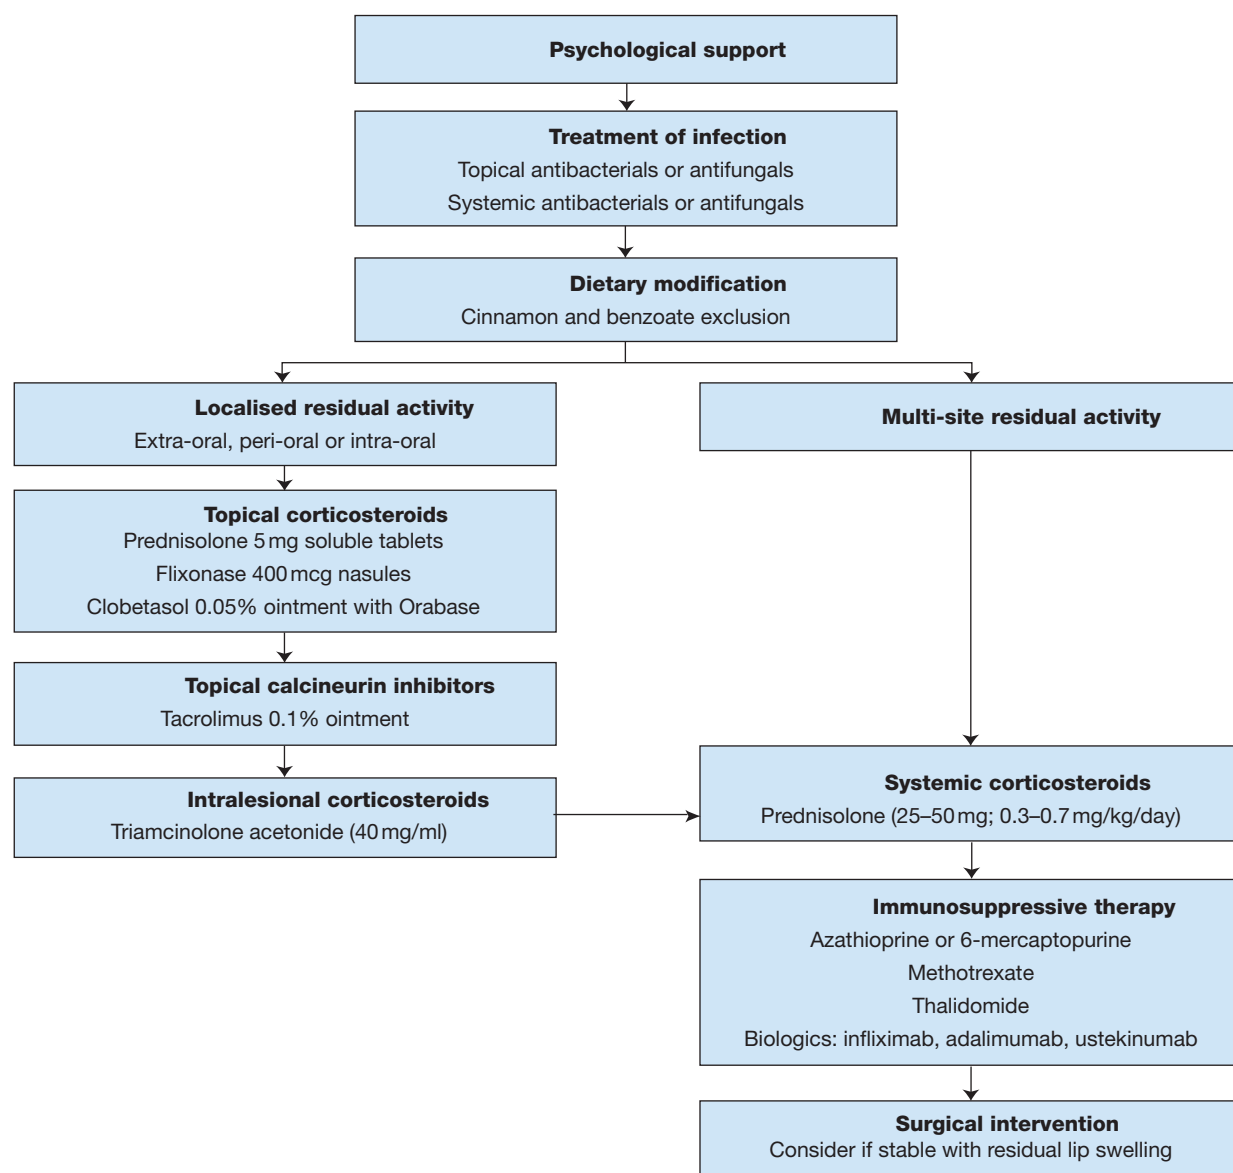 Psychological support
Treatment of infection
Topical antibacterials or antifungals
Systemic antibacterials or antifungals
Dietary modification
Cinnamon and benzoate exclusion
Localised residual activity
Extra-oral, peri-oral or intra-oral
Multi-site residual activity
Topical corticosteroids
Prednisolone 5 mg soluble tablets
Flixonase 400 mcg nasules
Clobetasol 0.05% ointment with Orabase
Topical calcineurin inhibitors
Tacrolimus 0.1% ointment
Intralesional corticosteroids
Triamcinolone acetonide (40 mg/ml)
Systemic corticosteroids
Prednisolone (25–50 mg; 0.3–0.7 mg/kg/day)
Immunosuppressive therapy
Azathioprine or 6-mercaptopurine
Methotrexate
Thalidomide
Biologics: infliximab, adalimumab, ustekinumab
Surgical intervention
Consider if stable with residual lip swelling